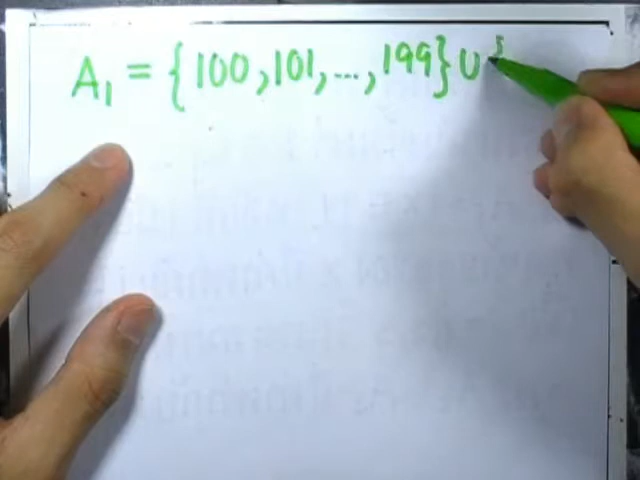 A₁ = {100, 101, ..., 199} ∪ {